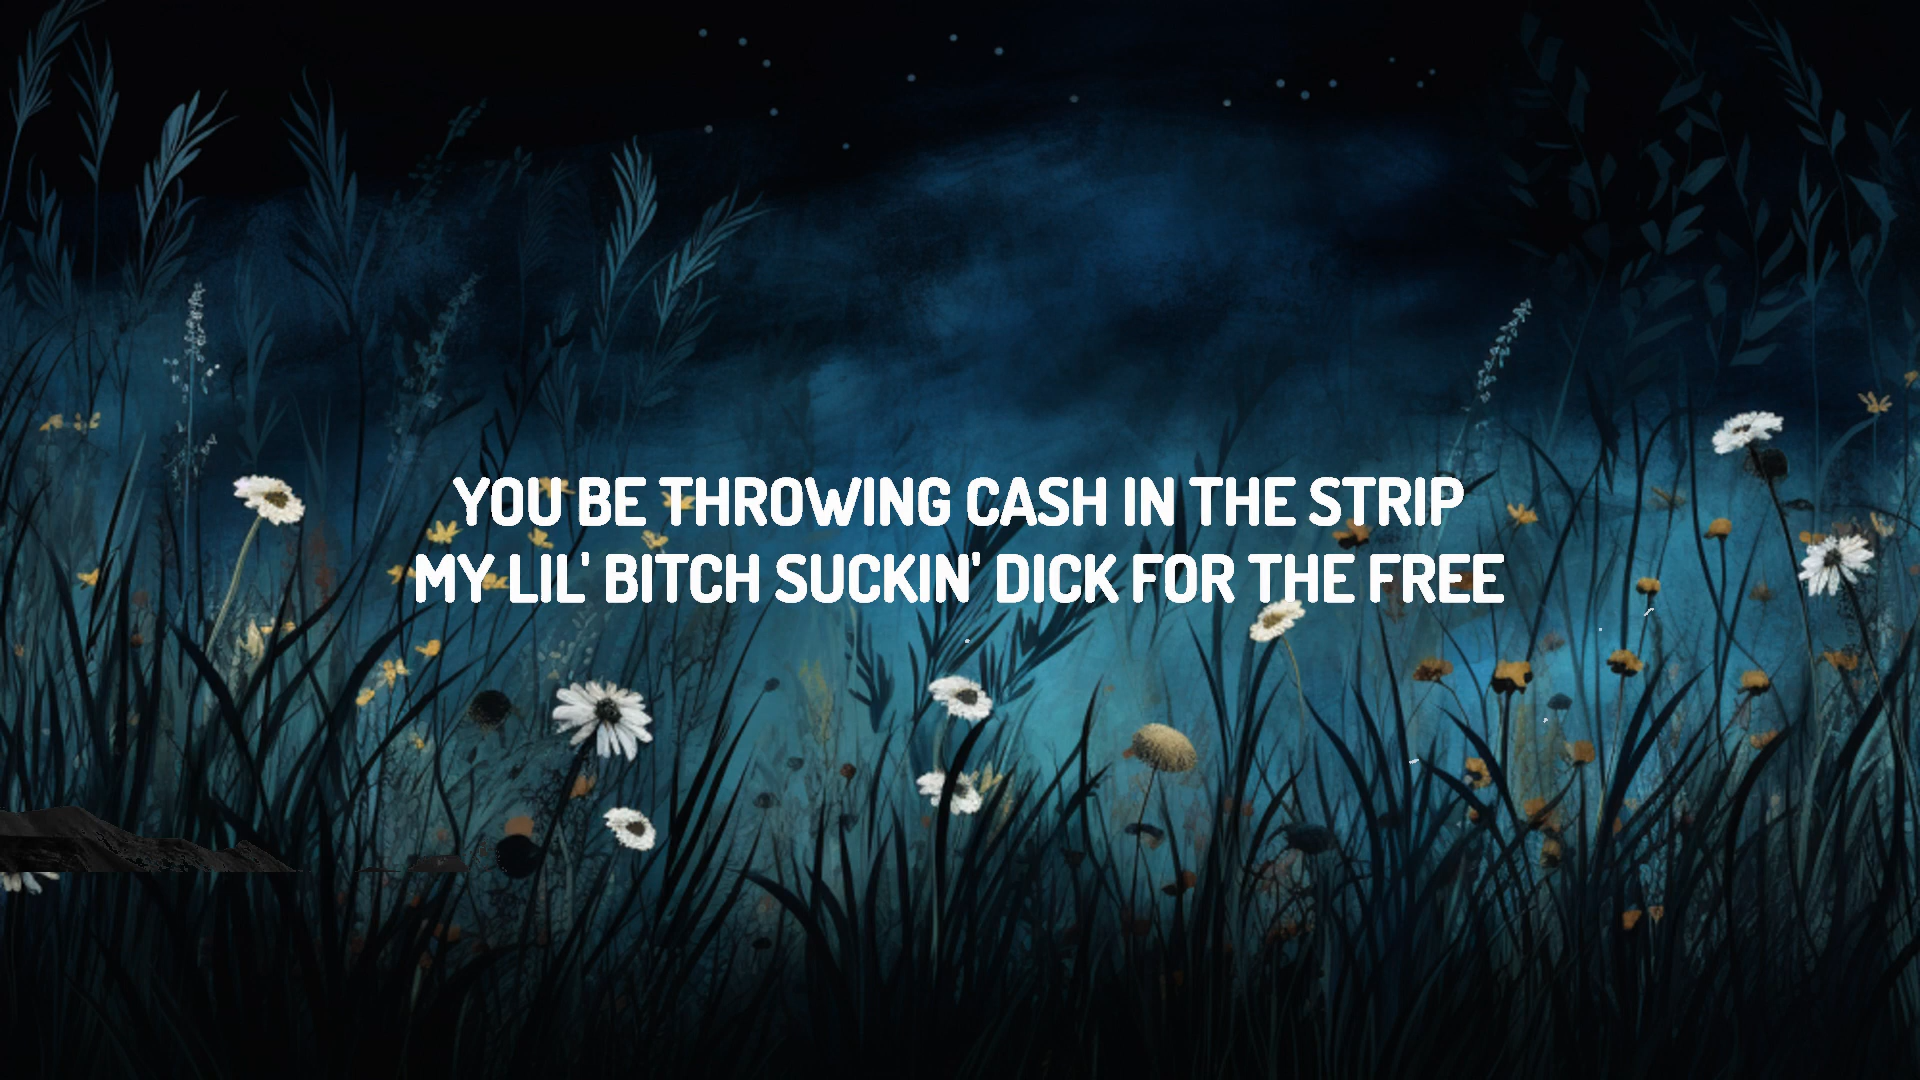 YOU BE THROWING CASH IN THE STRIP
MY LIL' BITCH SUCKIN' DICK FOR THE FREE